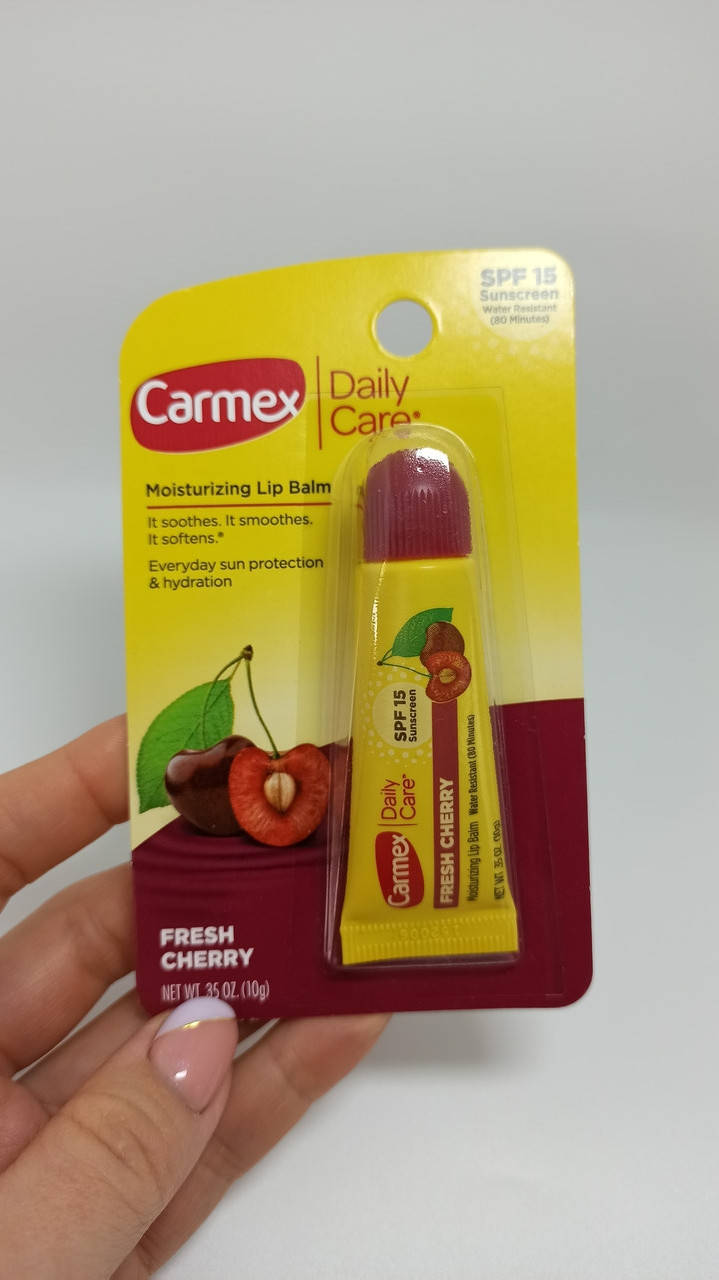 SPF 15
Sunscreen
Water Resistant
(80 Minutes)
Carmex
Daily
Care®
Moisturizing Lip Balm
It soothes. It smoothes.
It softens.®
Everyday sun protection
& hydration
FRESH
CHERRY
NET WT. .35 OZ. (10g)
Carmex
Daily
Care®
SPF 15
Sunscreen
FRESH CHERRY
Moisturizing Lip Balm Water Resistant (80 Minutes)
NET WT. .35 OZ. (10g)